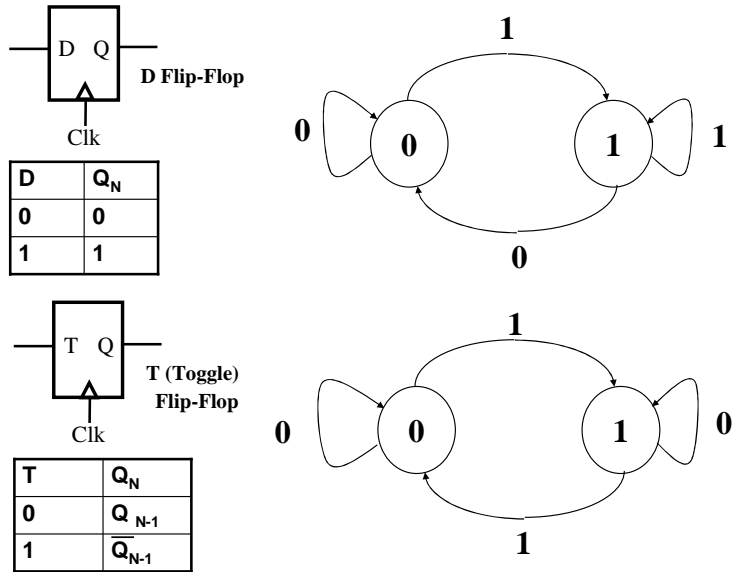 D Q
D Flip-Flop
Clk
D Q_N
0 0
1 1
1
0 0 1 1
0
T Q
T (Toggle)
Flip-Flop
Clk
T Q_N
0 Q_N-1
1 Q̅_N-1
1
0 0 1 0
1